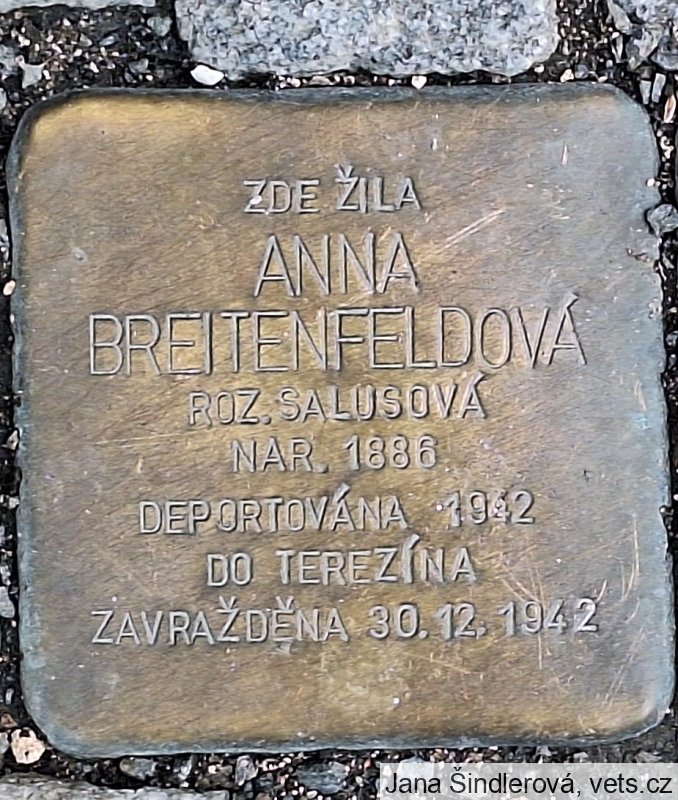 ZDE ŽILA
ANNA
BREITENFELDOVÁ
ROZ. SALUSOVÁ
NAR. 1886
DEPORTOVÁNA 1942
DO TEREZÍNA
ZAVRAŽDĚNA 30.12.1942
Jana Šindlerová, vets.cz